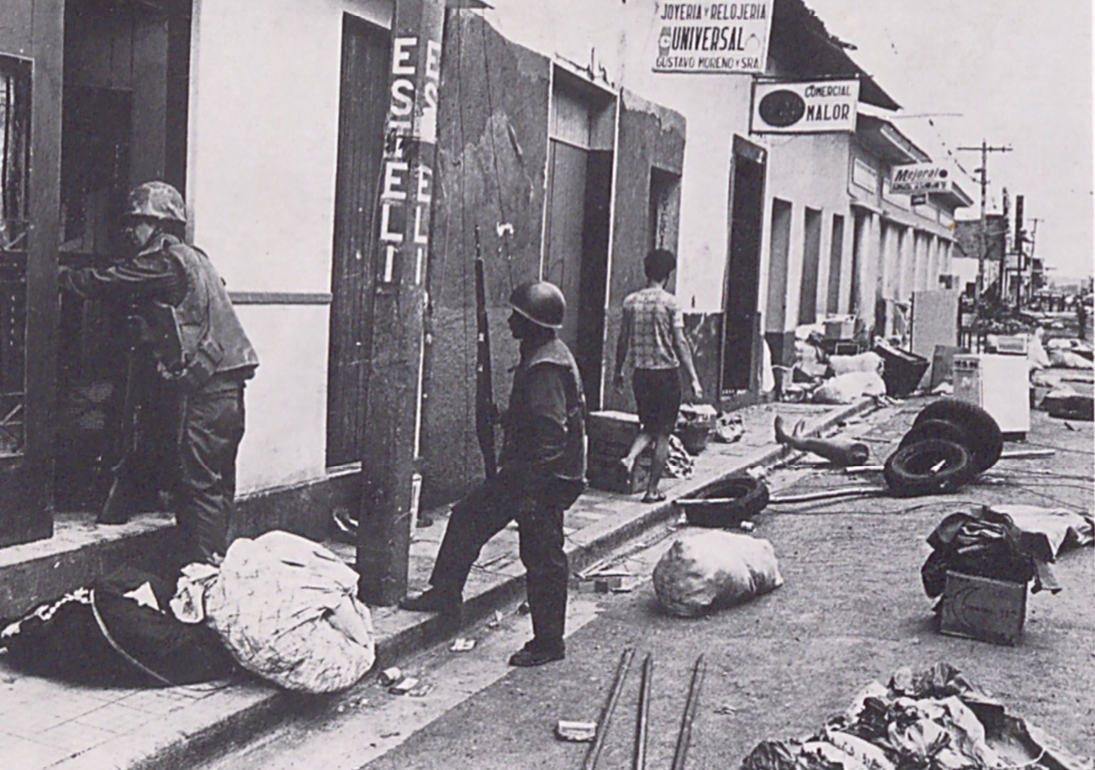 ESTELI
ESTELI
JOYERIA Y RELOJERIA
UNIVERSAL
GUSTAVO MORENO Y SRA.
COMERCIAL
MALOR
Mejoral